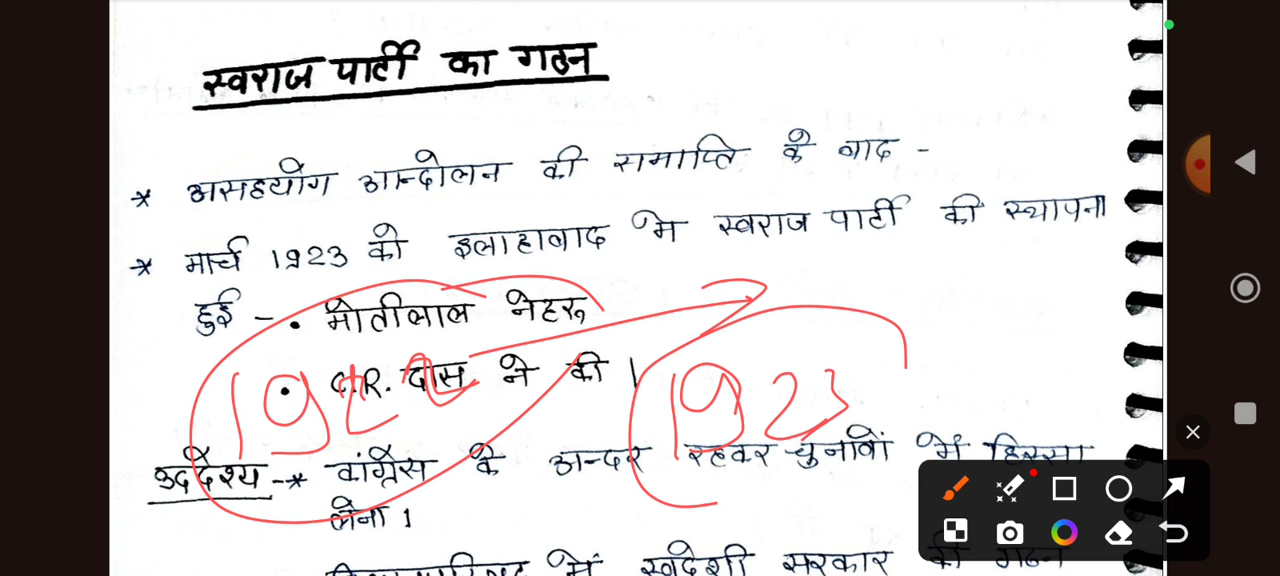 स्वराज पार्टी का गठन
* असहयोग आन्दोलन की समाप्ति के बाद -
* मार्च 1923 को इलाहाबाद मे स्वराज पार्टी की स्थापना
हुई - • मोतीलाल नेहरू
• C.R. दास ने की ।
1922 1923
उद्देश्य -* कांग्रेस के अन्दर रहकर चुनावों में हिस्सा
लेना ।
में स्वदेशी सरकार की गठन